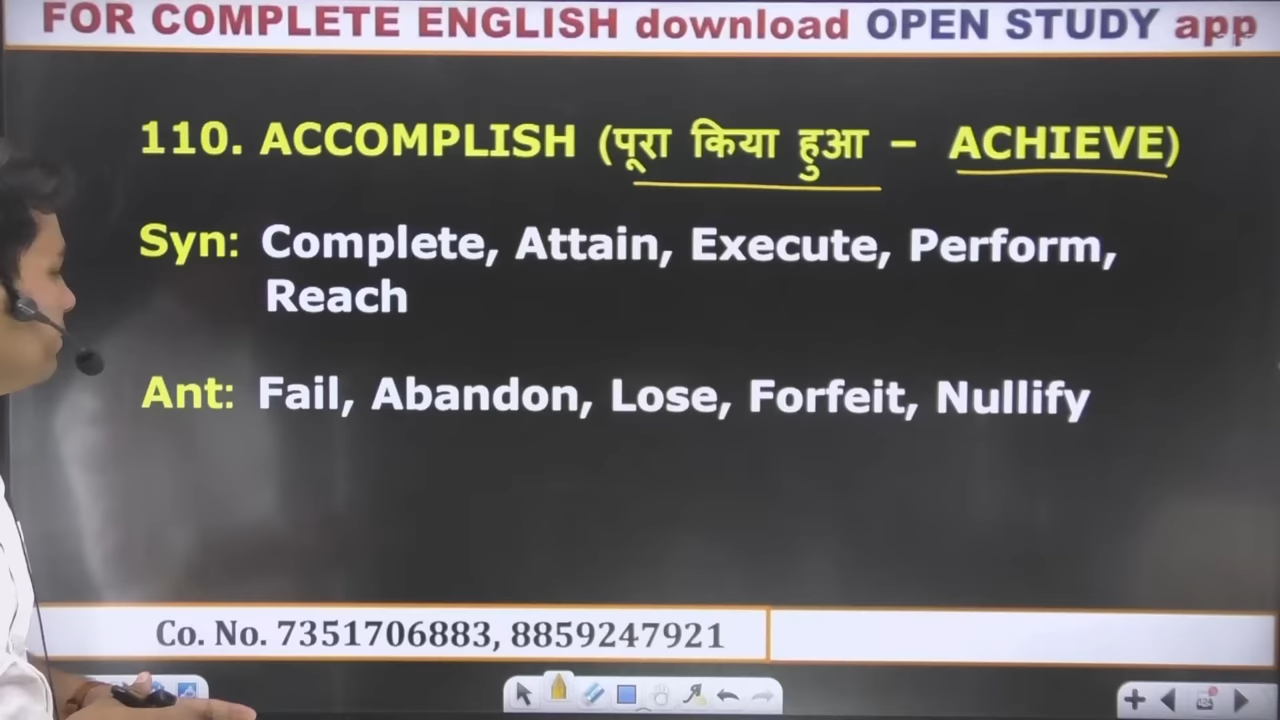 FOR COMPLETE ENGLISH download OPEN STUDY app
110. ACCOMPLISH (पूरा किया हुआ – ACHIEVE)
Syn: Complete, Attain, Execute, Perform,
Reach
Ant: Fail, Abandon, Lose, Forfeit, Nullify
Co. No. 7351706883, 8859247921